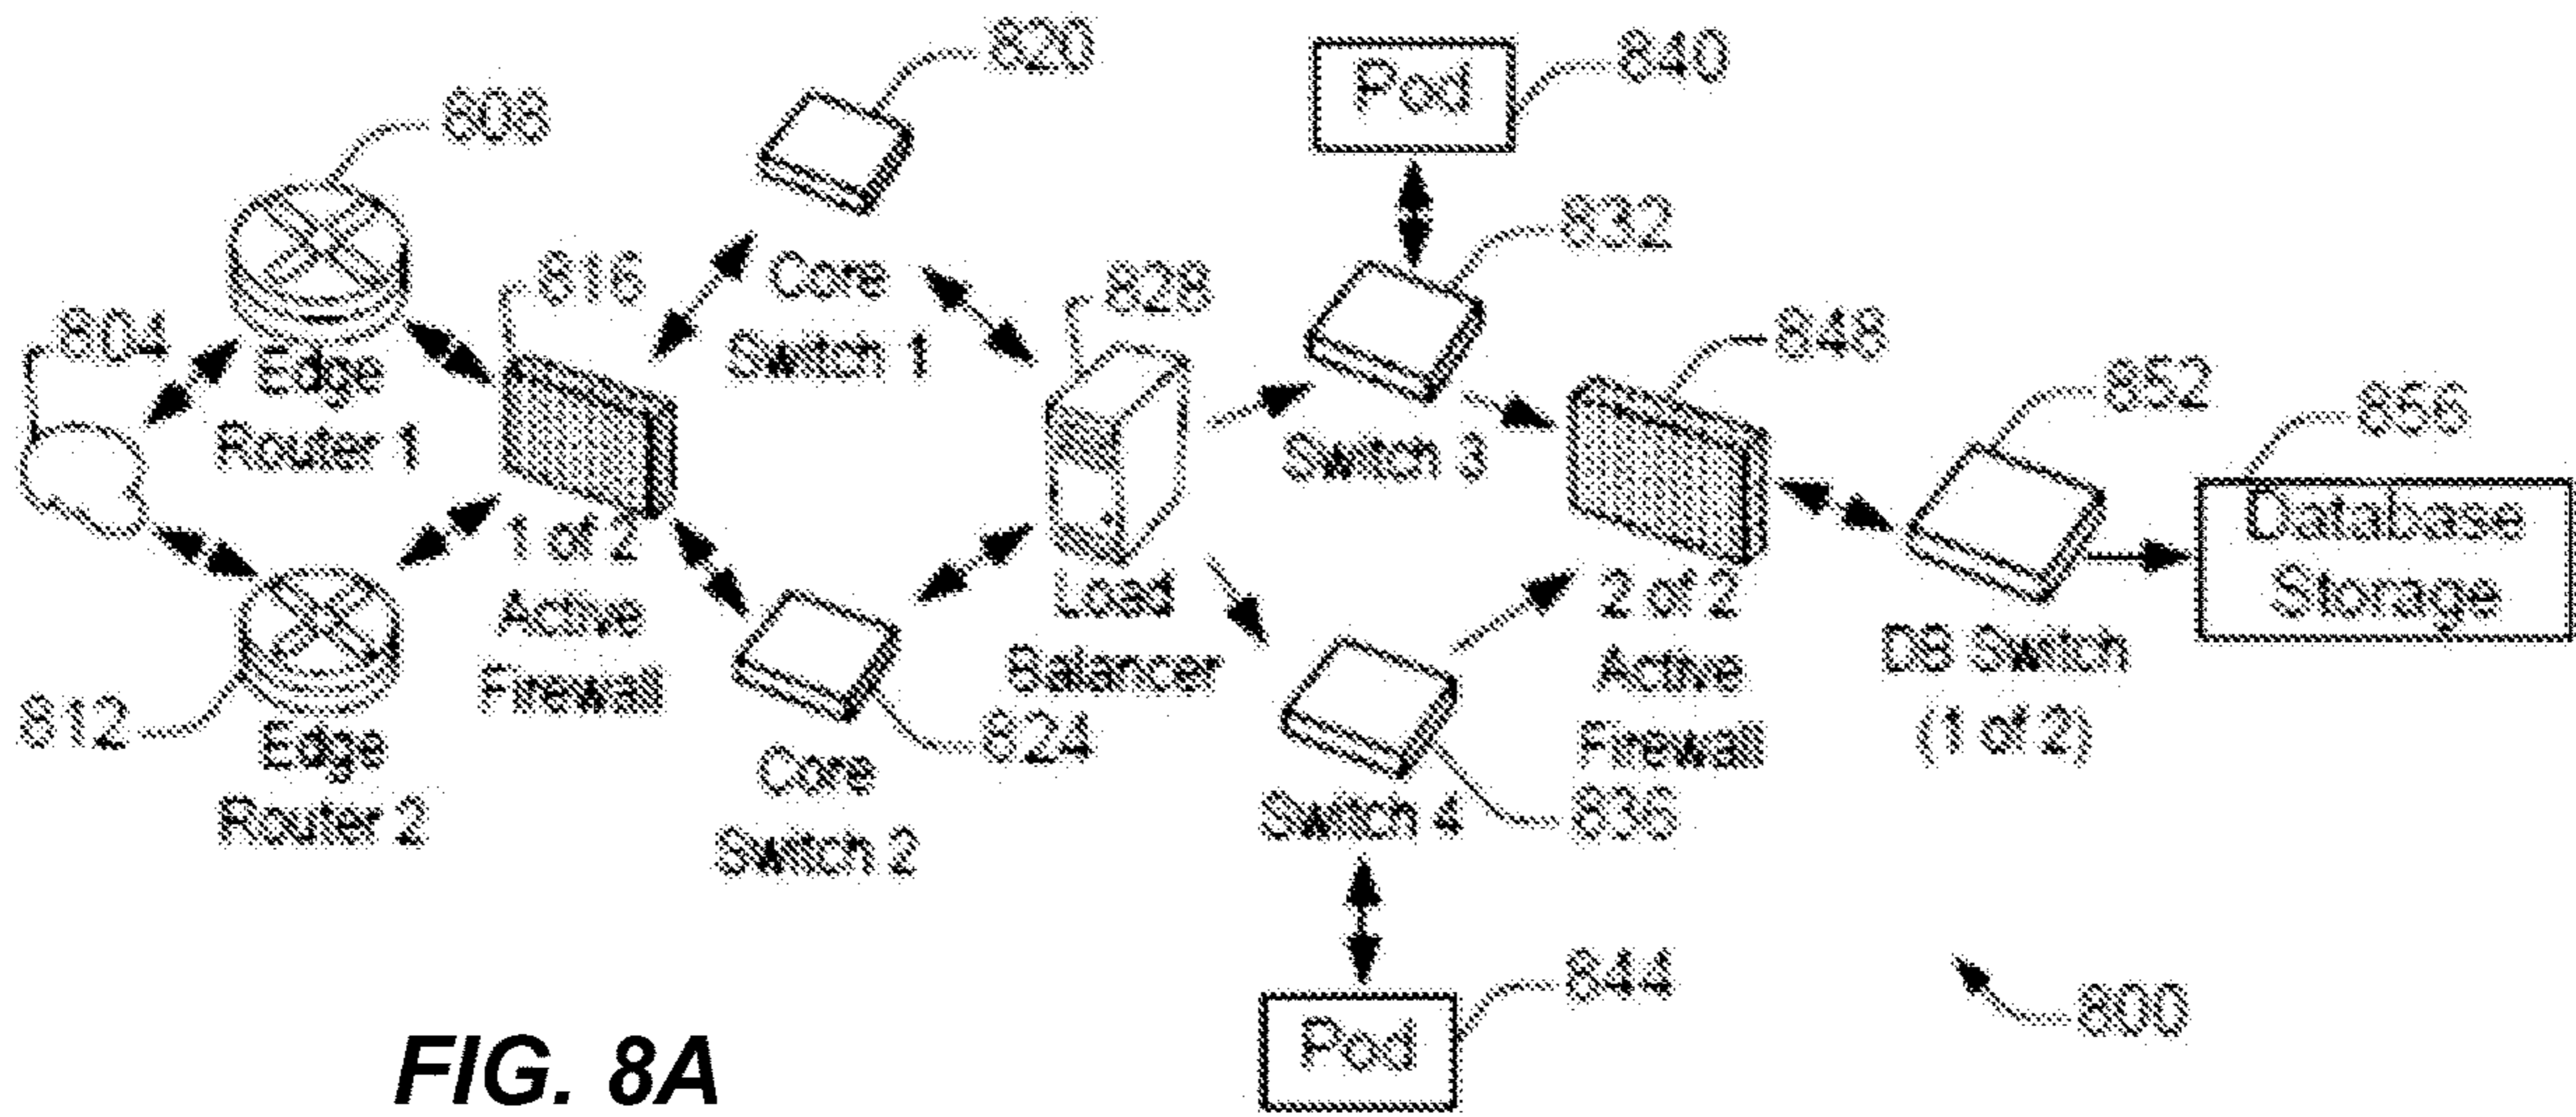 820
840
Pod
808
832
816
Core
Switch 1
828
804
Edge
Router 1
848
Switch 3
852
856
Database
Storage
1 of 2
Active
Firewall
Load
Balancer
2 of 2
Active
Firewall
DB Switch
(1 of 2)
812
Edge
Router 2
824
Core
Switch 2
Switch 4
836
844
Pod
800
FIG. 8A